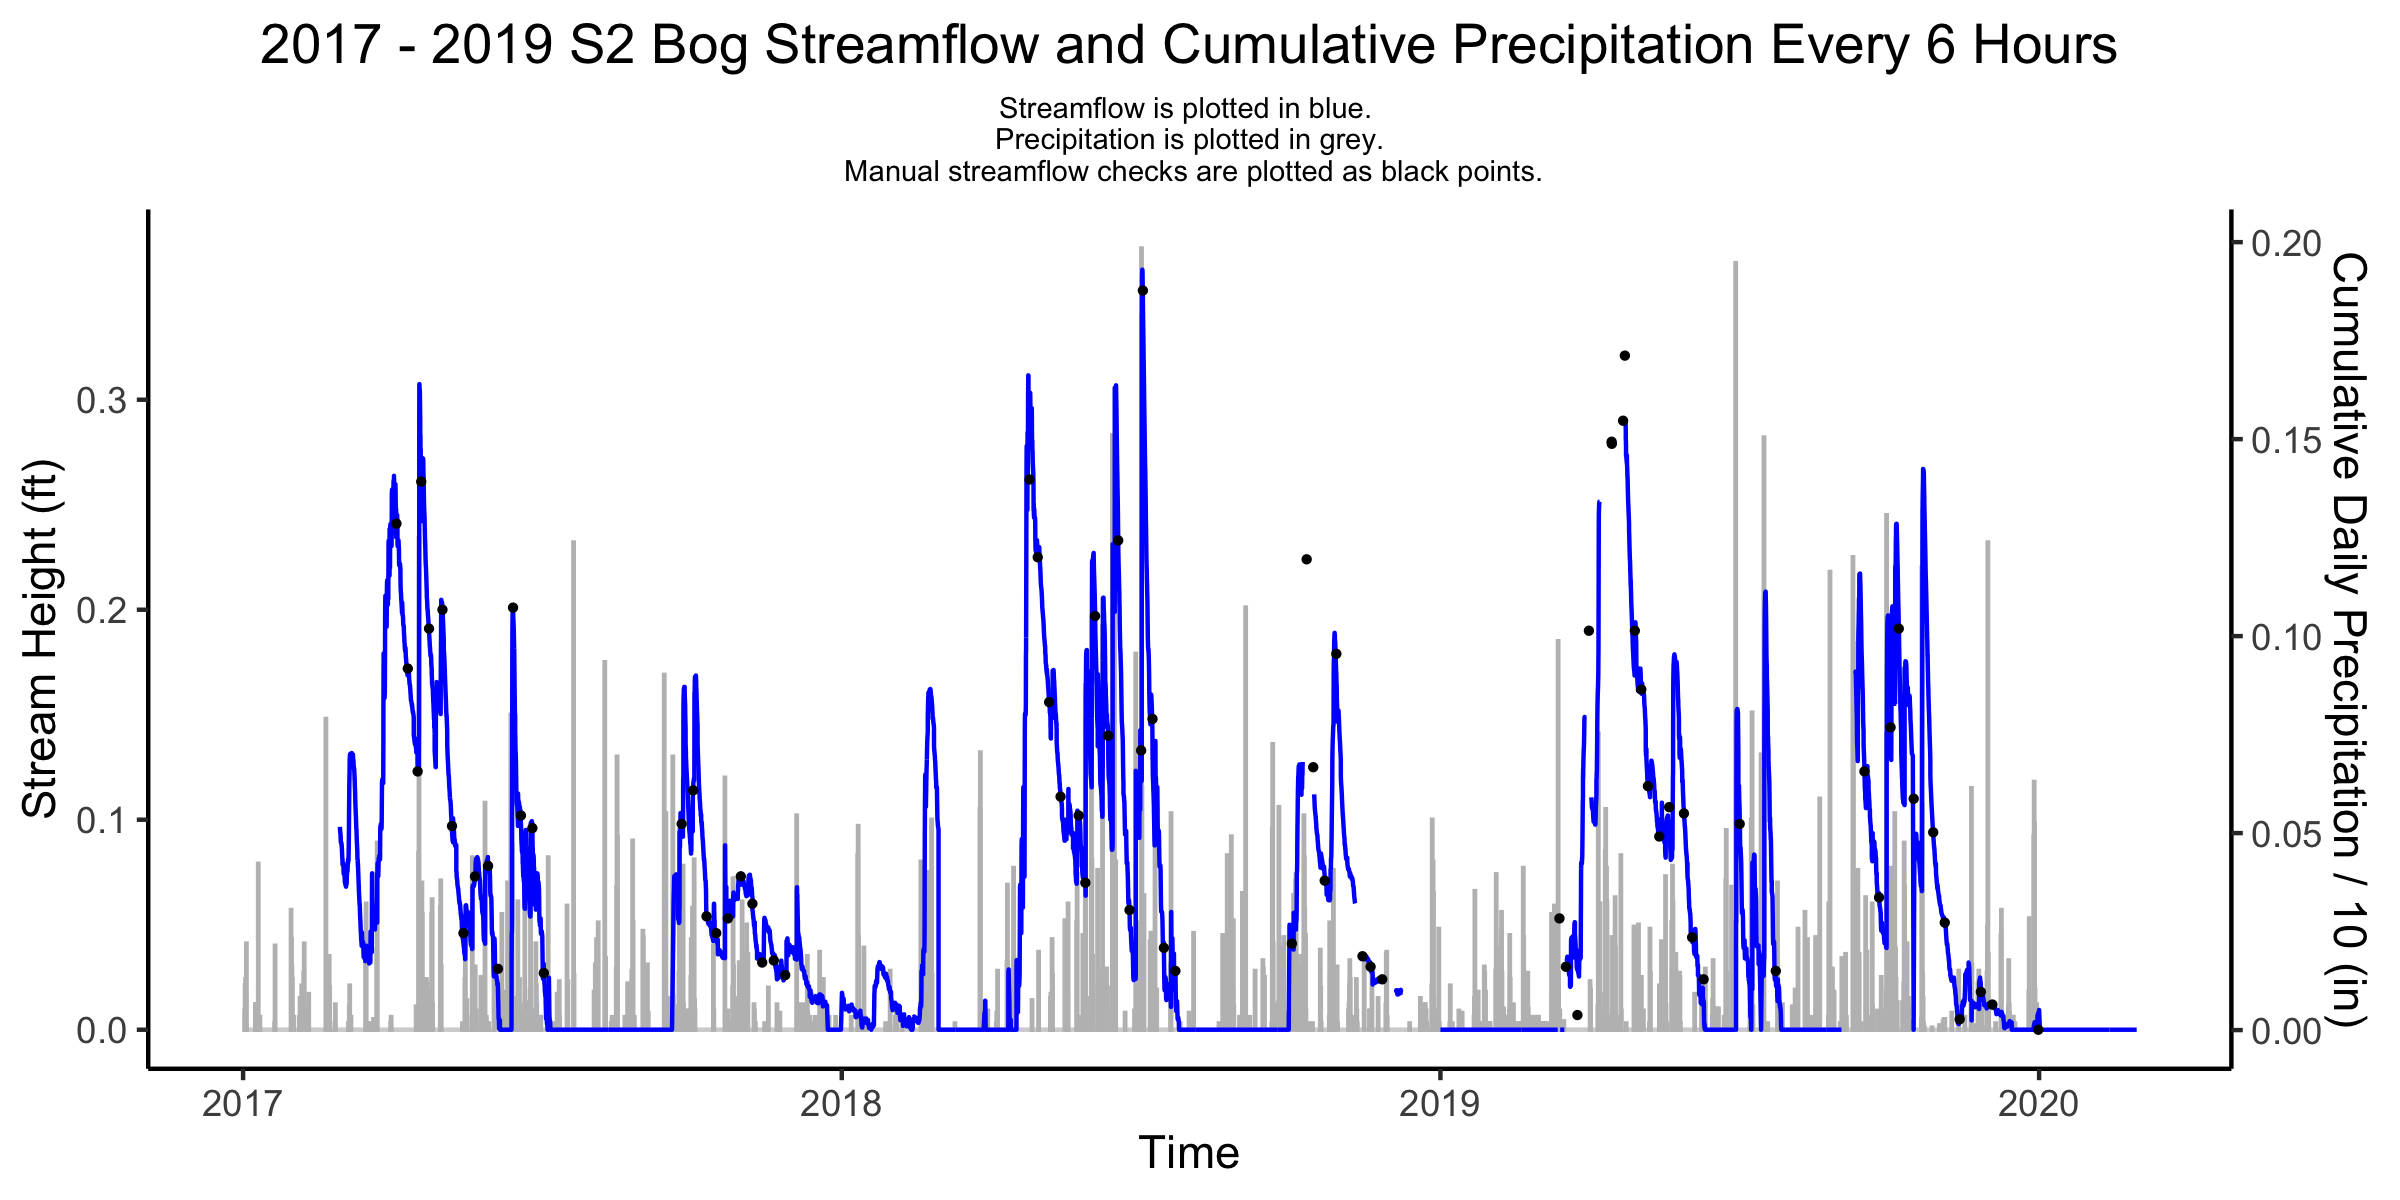 2017 - 2019 S2 Bog Streamflow and Cumulative Precipitation Every 6 Hours
Streamflow is plotted in blue.
Precipitation is plotted in grey.
Manual streamflow checks are plotted as black points.
Stream Height (ft)
0.3
0.2
0.1
0.0
0.20
0.15
0.10
0.05
0.00
Cumulative Daily Precipitation / 10 (in)
2017
2018
2019
2020
Time